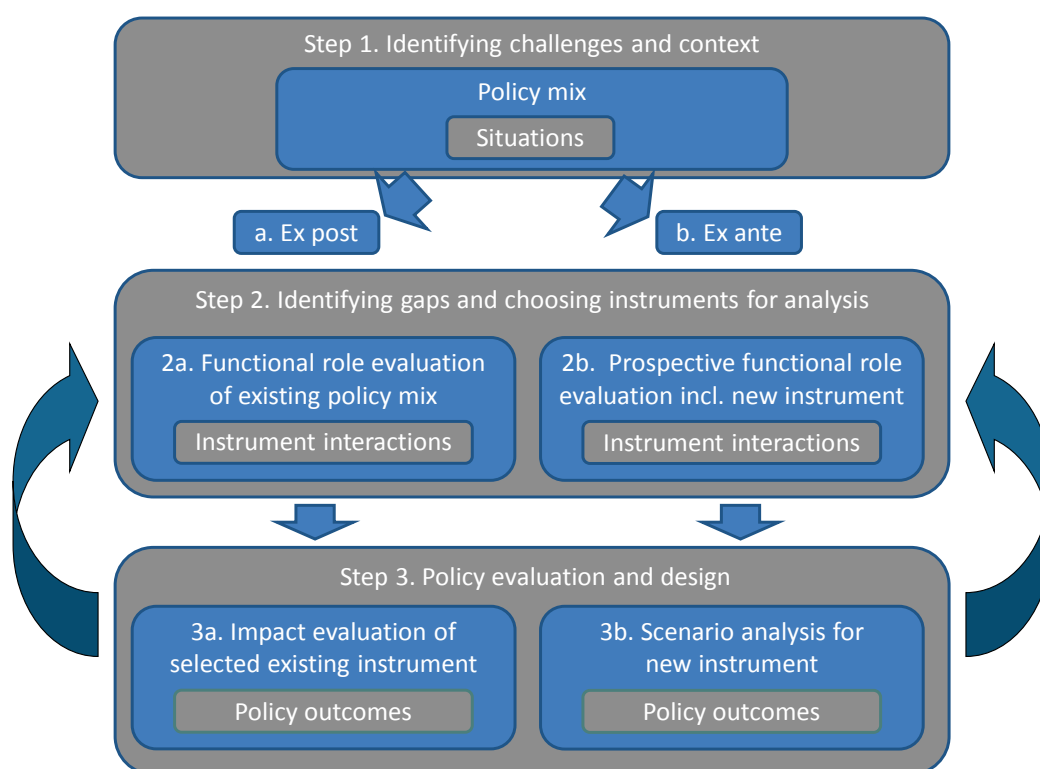 Step 1. Identifying challenges and context
Policy mix
Situations
a. Ex post
b. Ex ante
Step 2. Identifying gaps and choosing instruments for analysis
2a. Functional role evaluation
of existing policy mix
Instrument interactions
2b. Prospective functional role
evaluation incl. new instrument
Instrument interactions
Step 3. Policy evaluation and design
3a. Impact evaluation of
selected existing instrument
Policy outcomes
3b. Scenario analysis for
new instrument
Policy outcomes